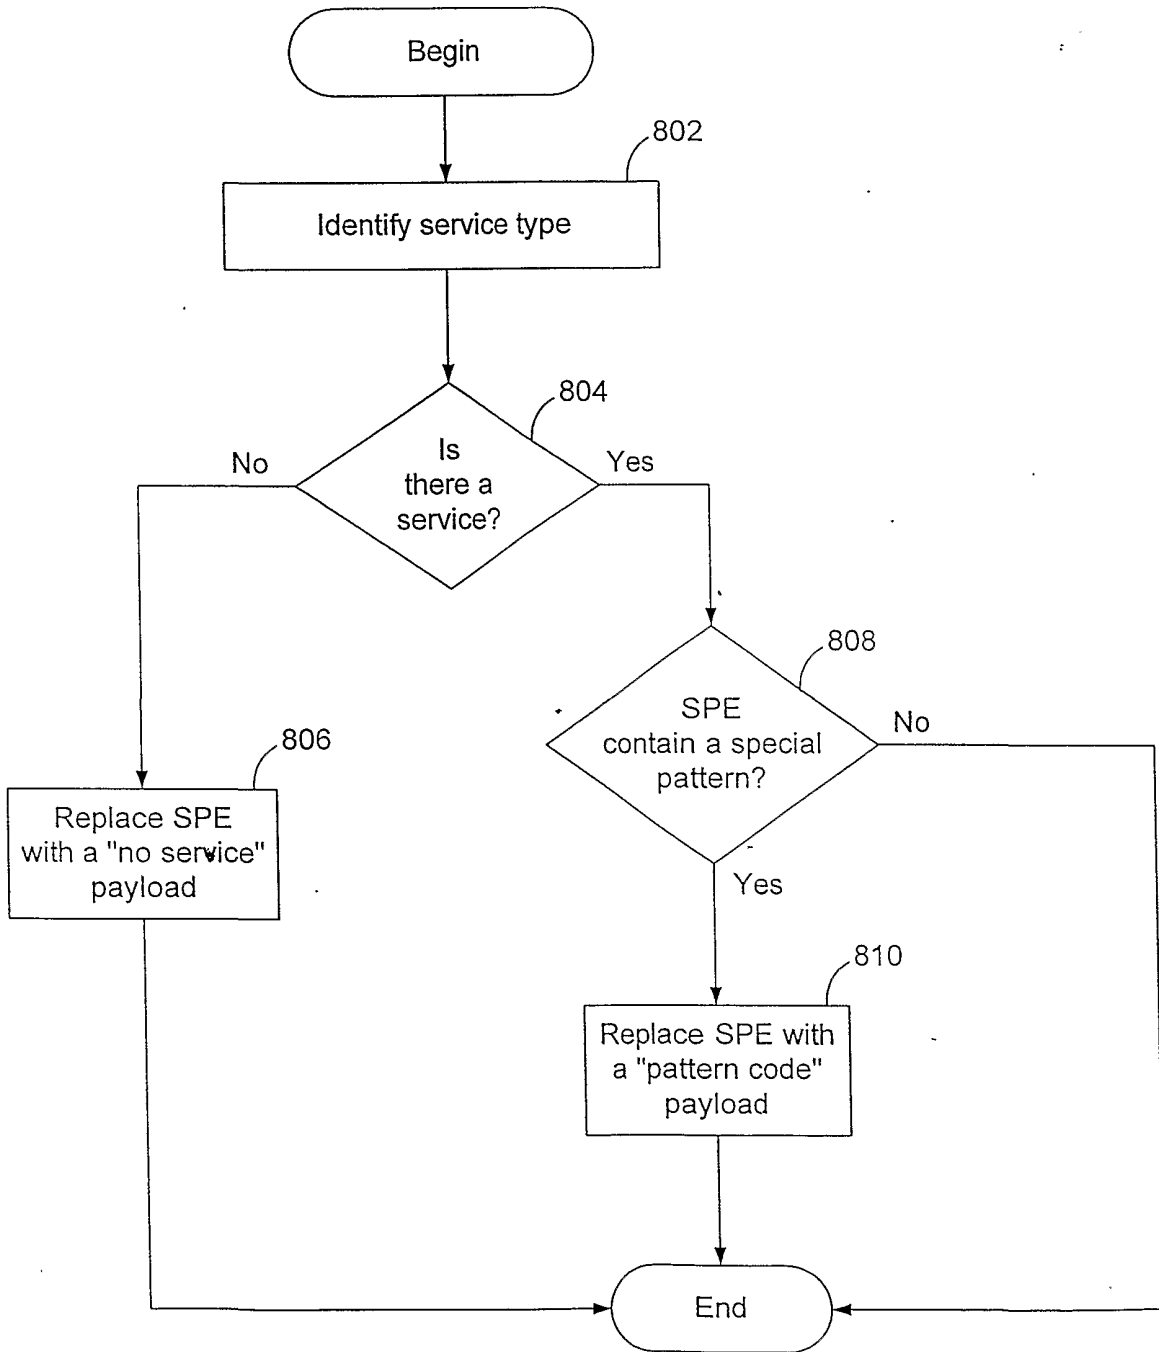 Begin
802
Identify service type
804
Is
there a
service?
No
Yes
808
SPE
contain a special
pattern?
No
Yes
806
Replace SPE
with a "no service"
payload
810
Replace SPE with
a "pattern code"
payload
End